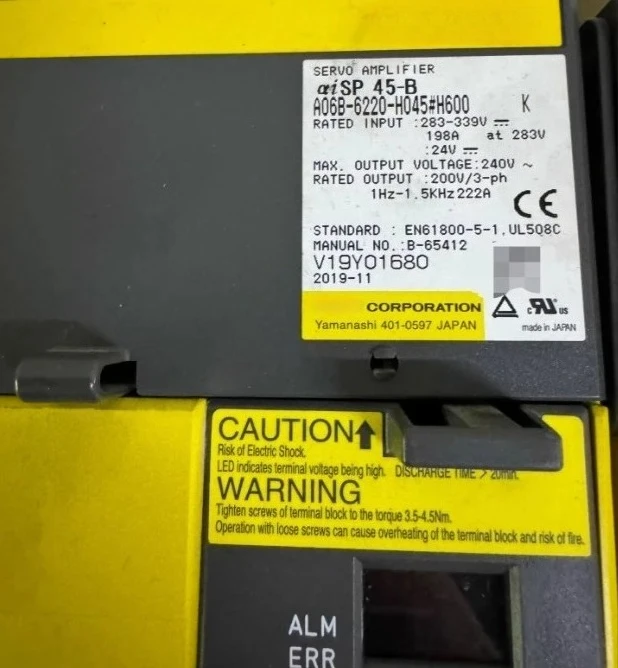 SERVO AMPLIFIER
αiSP 45-B
A06B-6220-H045#H600 K
RATED INPUT :283-339V ⎓
198A at 283V
:24V ⎓
MAX. OUTPUT VOLTAGE:240V ~
RATED OUTPUT :200V/3-ph
1Hz-1.5KHz 222A
CE
STANDARD : EN61800-5-1,UL508C
MANUAL NO.:B-65412
V19Y01680
2019-11
CORPORATION
c RU us
Yamanashi 401-0597 JAPAN
made in JAPAN
CAUTION
Risk of Electric Shock.
LED indicates terminal voltage being high. DISCHARGE TIME > 20min.
WARNING
Tighten screws of terminal block to the torque 3.5-4.5Nm.
Operation with loose screws can cause overheating of the terminal block and risk of fire.
ALM
ERR